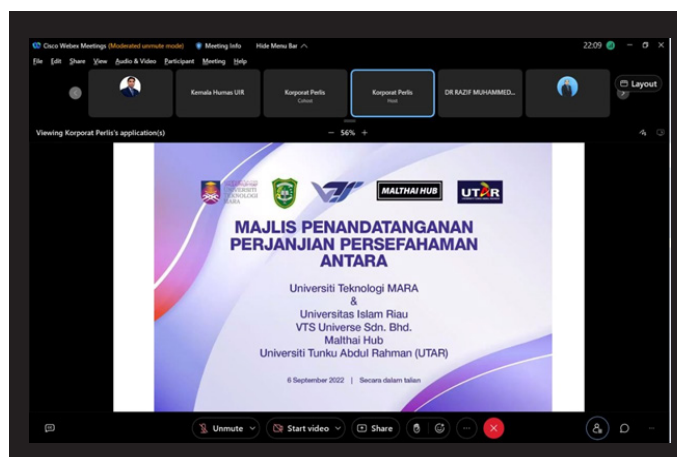 Cisco Webex Meetings (Moderated unmute mode) Meeting Info Hide Menu Bar 22:09
File Edit Share View Audio & Video Participant Meeting Help
Kemala Humas UIR
Korporat Perlis
Cohost
Korporat Perlis
Host
DR RAZIF MUHAMMED...
Layout
Viewing Korporat Perlis's application(s) − 56% +
UNIVERSITI
TEKNOLOGI
MARA
MALTHAI HUB
UTAR
MAJLIS PENANDATANGANAN
PERJANJIAN PERSEFAHAMAN
ANTARA
Universiti Teknologi MARA
&
Universitas Islam Riau
VTS Universe Sdn. Bhd.
Malthai Hub
Universiti Tunku Abdul Rahman (UTAR)
6 September 2022 | Secara dalam talian
Unmute Start video Share